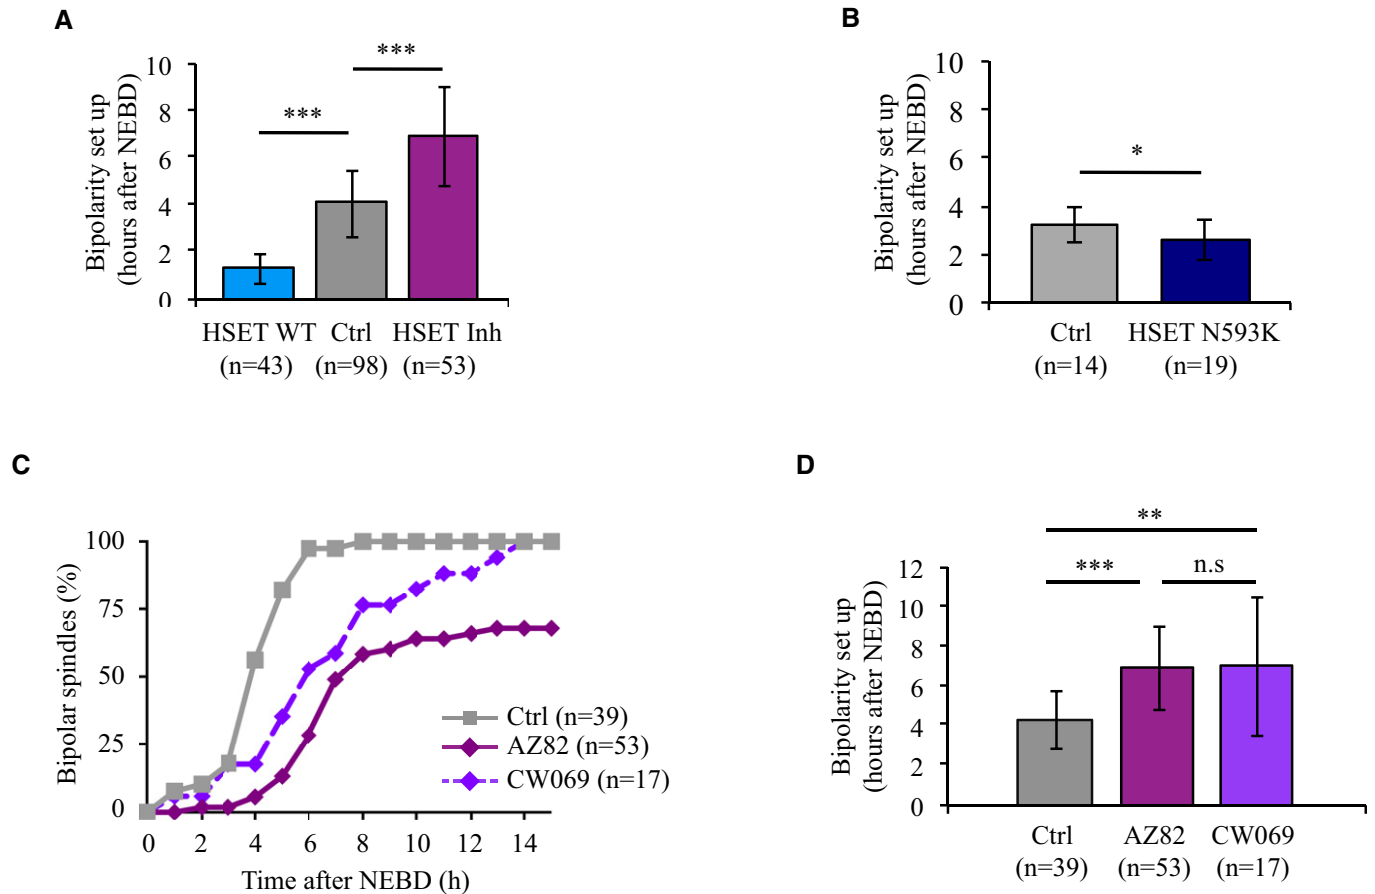 A
Bipolarity set up
(hours after NEBD)
10
8
6
4
2
0
***
***
HSET WT
(n=43)
Ctrl
(n=98)
HSET Inh
(n=53)
B
Bipolarity set up
(hours after NEBD)
10
8
6
4
2
0
*
Ctrl
(n=14)
HSET N593K
(n=19)
C
Bipolar spindles (%)
100
75
50
25
0
0 2 4 6 8 10 12 14
Time after NEBD (h)
Ctrl (n=39)
AZ82 (n=53)
CW069 (n=17)
D
Bipolarity set up
(hours after NEBD)
12
10
8
6
4
2
0
**
***
n.s
Ctrl
(n=39)
AZ82
(n=53)
CW069
(n=17)